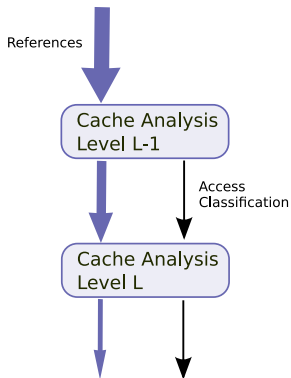 References
Cache Analysis
Level L-1
Access
Classification
Cache Analysis
Level L